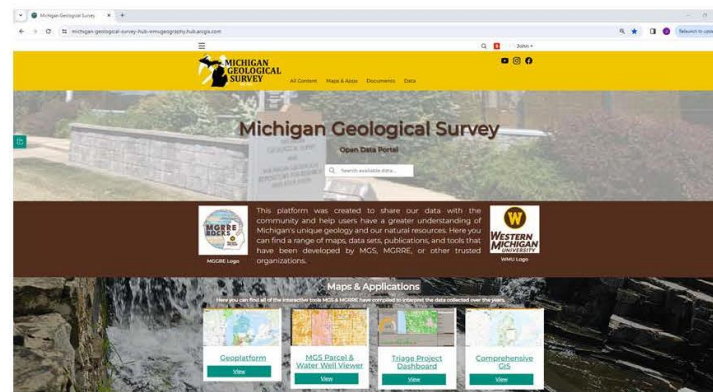 Michigan Geological Survey
michigan-geological-survey-hub-wmugeography.hub.arcgis.com
John
MICHIGAN
GEOLOGICAL
SURVEY
All Content Maps & Apps Documents Data
Michigan Geological Survey
Open Data Portal
Search available data...
This platform was created to share our data with the
community and help users have a greater understanding of
Michigan's unique geology and our natural resources. Here you
can find a range of maps, data sets, publications, and tools that
have been developed by MGS, MGRRE, or other trusted
organizations.
MGRRE
ROCKS
MGGRE Logo
W
WESTERN
MICHIGAN
UNIVERSITY
WMU Logo
Maps & Applications
Here you can find all of the interactive tools MGS & MGRRE have compiled to interpret the data collected over the years.
Geoplatform
View
MGS Parcel &
Water Well Viewer
View
Triage Project
Dashboard
View
Comprehensive
GIS
View